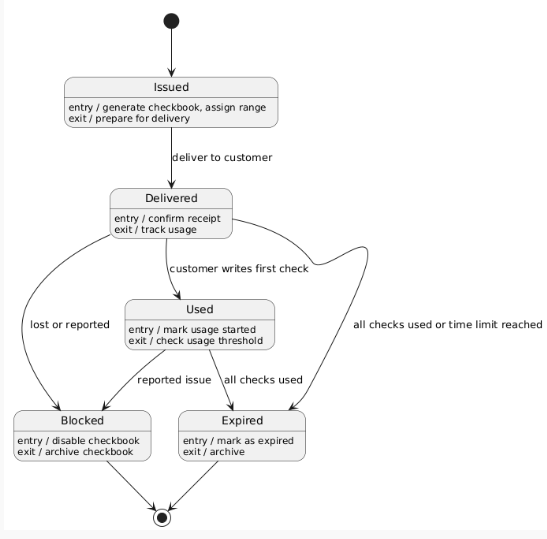 Issued
entry / generate checkbook, assign range
exit / prepare for delivery
deliver to customer
Delivered
entry / confirm receipt
exit / track usage
customer writes first check
Used
entry / mark usage started
exit / check usage threshold
lost or reported
all checks used or time limit reached
reported issue
all checks used
Blocked
entry / disable checkbook
exit / archive checkbook
Expired
entry / mark as expired
exit / archive